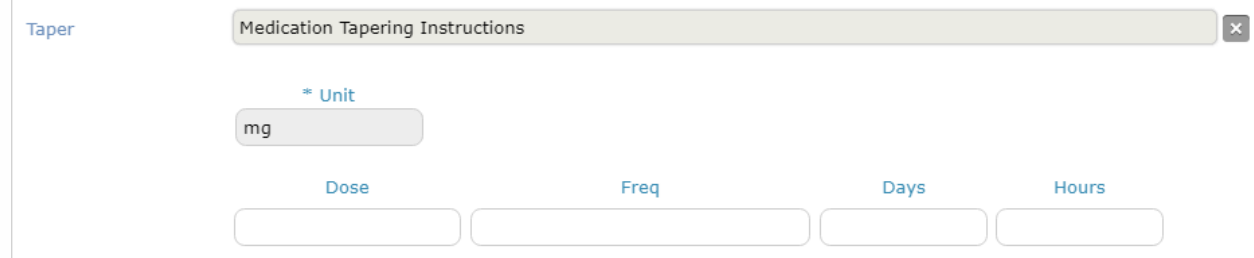 Taper Medication Tapering Instructions ×
* Unit
mg
Dose Freq Days Hours